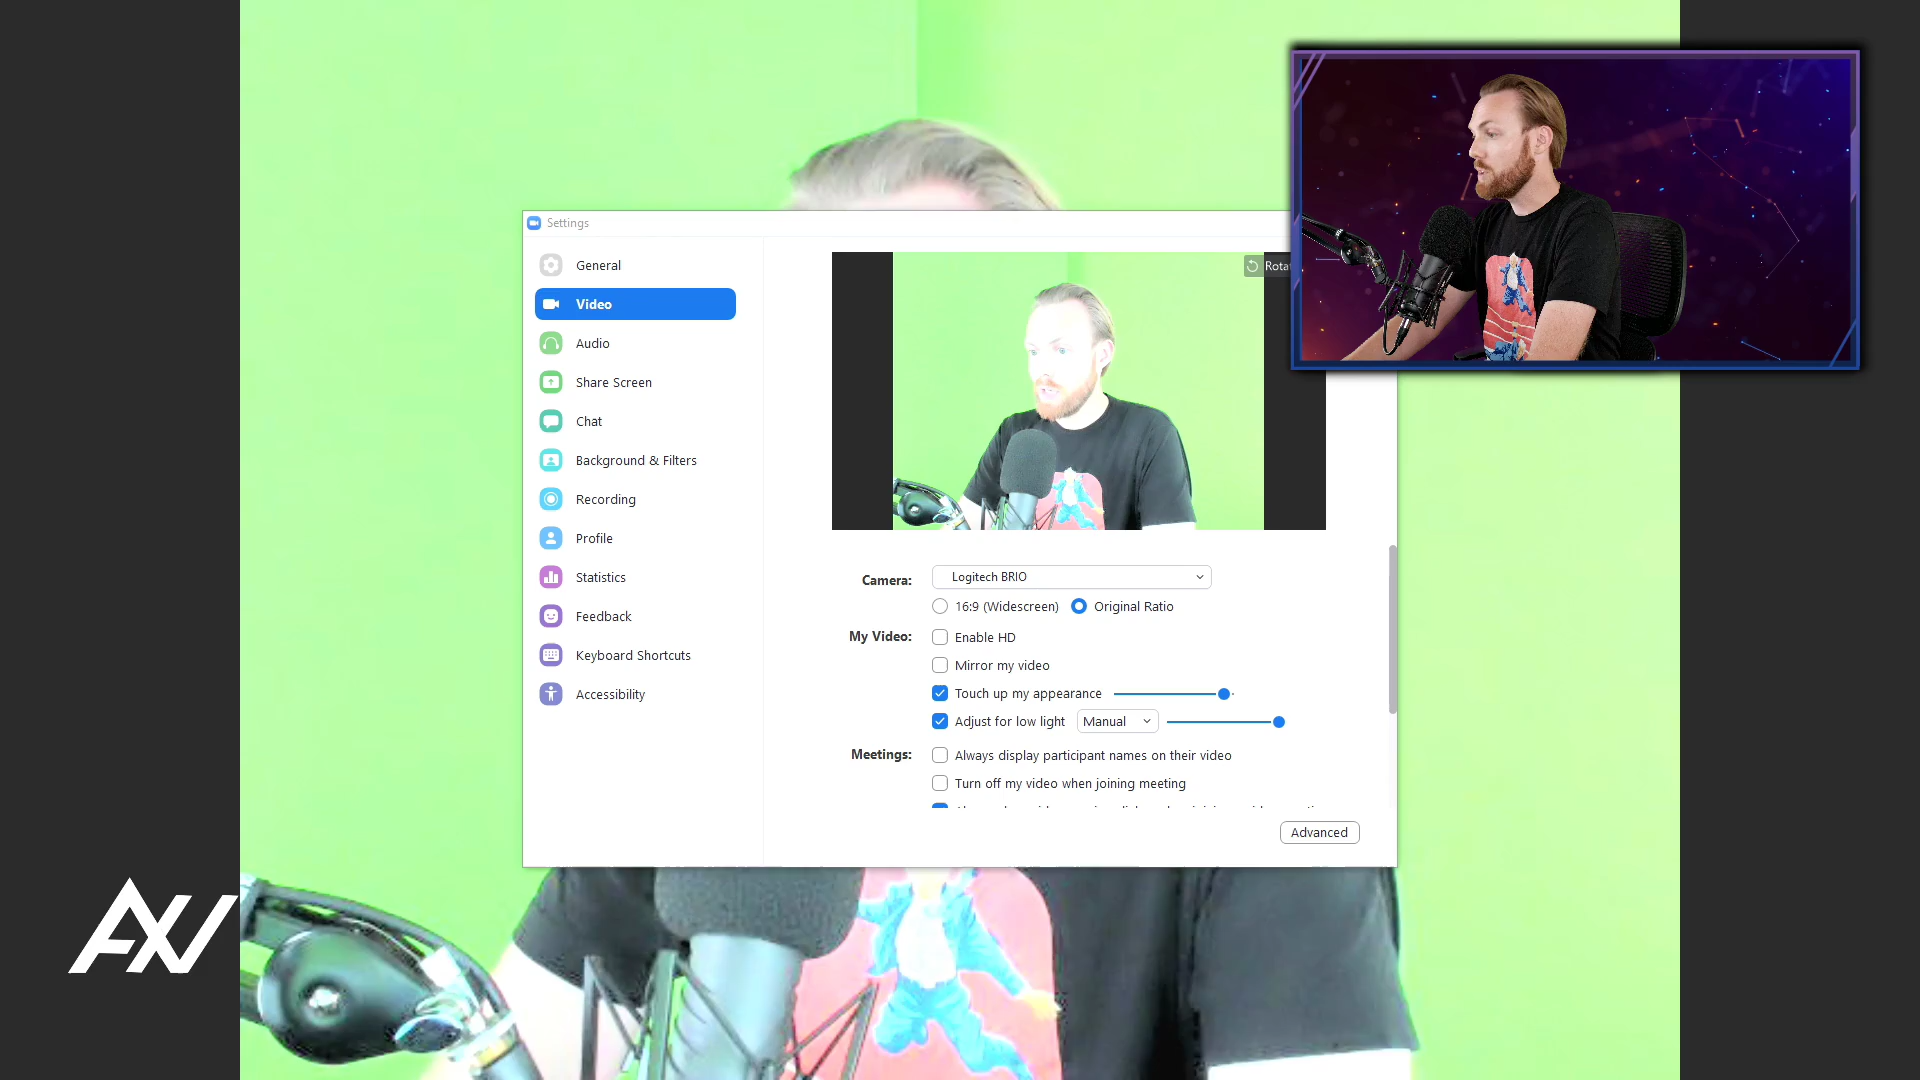 Settings
General
Video
Audio
Share Screen
Chat
Background & Filters
Recording
Profile
Statistics
Feedback
Keyboard Shortcuts
Accessibility
Camera: Logitech BRIO
16:9 (Widescreen) Original Ratio
My Video: Enable HD
Mirror my video
Touch up my appearance
Adjust for low light Manual
Meetings: Always display participant names on their video
Turn off my video when joining meeting
Advanced